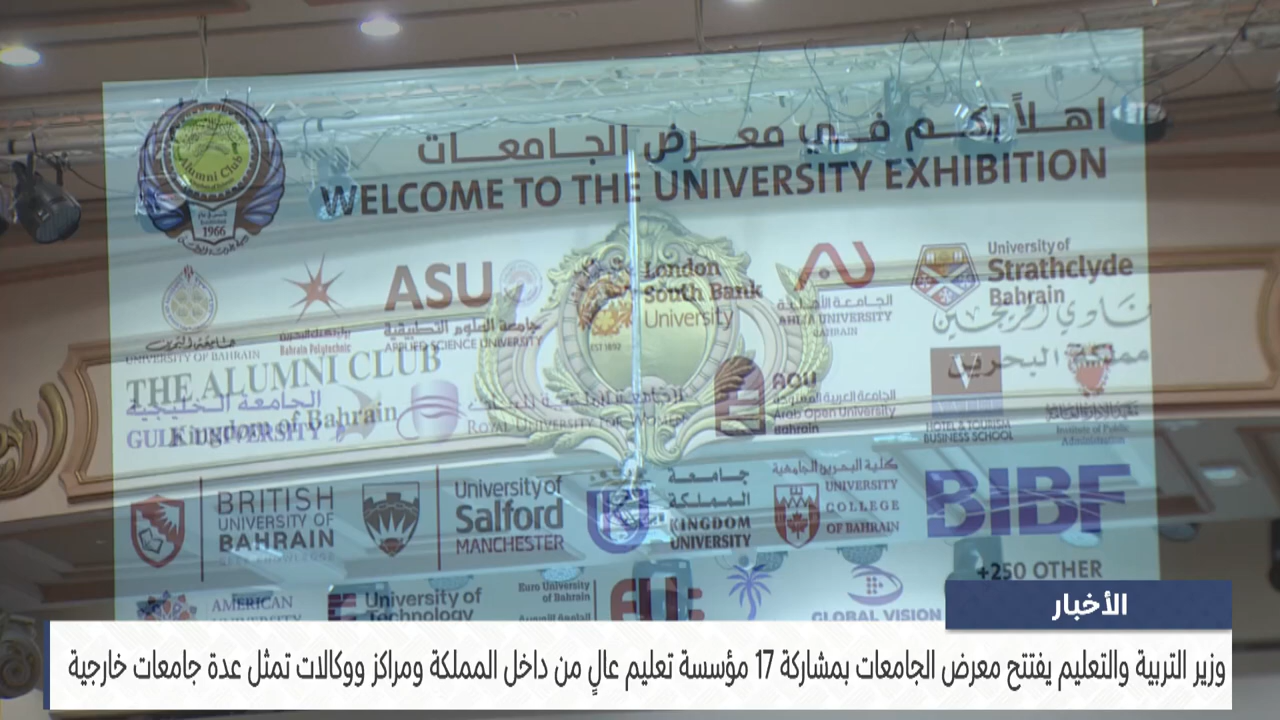 اهلاً بكم في معرض الجامعات
WELCOME TO THE UNIVERSITY EXHIBITION
Alumni Club
1966
UNIVERSITY OF BAHRAIN
Bahrain Polytechnic
ASU
جامعة العلوم التطبيقية
APPLIED SCIENCE UNIVERSITY
London
South Bank
University
EST 1892
الجامعة الأهلية
AHLIA UNIVERSITY
BAHRAIN
University of
Strathclyde
Bahrain
نادي الخريجين
مملكة البحرين
THE ALUMNI CLUB
Kingdom of Bahrain
الجامعة الخليجية
GULF UNIVERSITY
ROYAL UNIVERSITY FOR WOMEN
AOU
الجامعة العربية المفتوحة
Arab Open University
Bahrain
V
HOTEL & TOURISM
BUSINESS SCHOOL
Institute of Public
Administration
BRITISH
UNIVERSITY OF
BAHRAIN
University of
Salford
MANCHESTER
جامعة
المملكة
KINGDOM
UNIVERSITY
كلية البحرين الجامعية
UNIVERSITY
COLLEGE
OF BAHRAIN
BIBF
+250 OTHER
AMERICAN
UNIVERSITY
University of
Technology
Euro University
of Bahrain
GLOBAL VISION
الأخبار
وزير التربية والتعليم يفتتح معرض الجامعات بمشاركة 17 مؤسسة تعليم عالٍ من داخل المملكة ومراكز ووكالات تمثل عدة جامعات خارجية